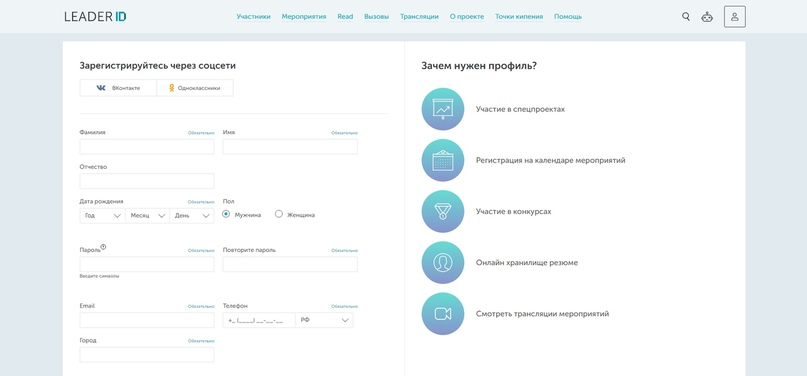 LEADER ID
Участники Мероприятия Read Вызовы Трансляции О проекте Точки кипения Помощь
Зарегистрируйтесь через соцсети
ВКонтакте Одноклассники
Фамилия Обязательно Имя Обязательно
Отчество
Дата рождения Обязательно Пол
Год Месяц День Мужчина Женщина
Пароль ? Обязательно Повторите пароль Обязательно
Введите символы
Email Обязательно Телефон Обязательно
+_ (____) __-__-__ РФ
Город Обязательно
Зачем нужен профиль?
Участие в спецпроектах
Регистрация на календаре мероприятий
Участие в конкурсах
Онлайн хранилище резюме
Смотреть трансляции мероприятий